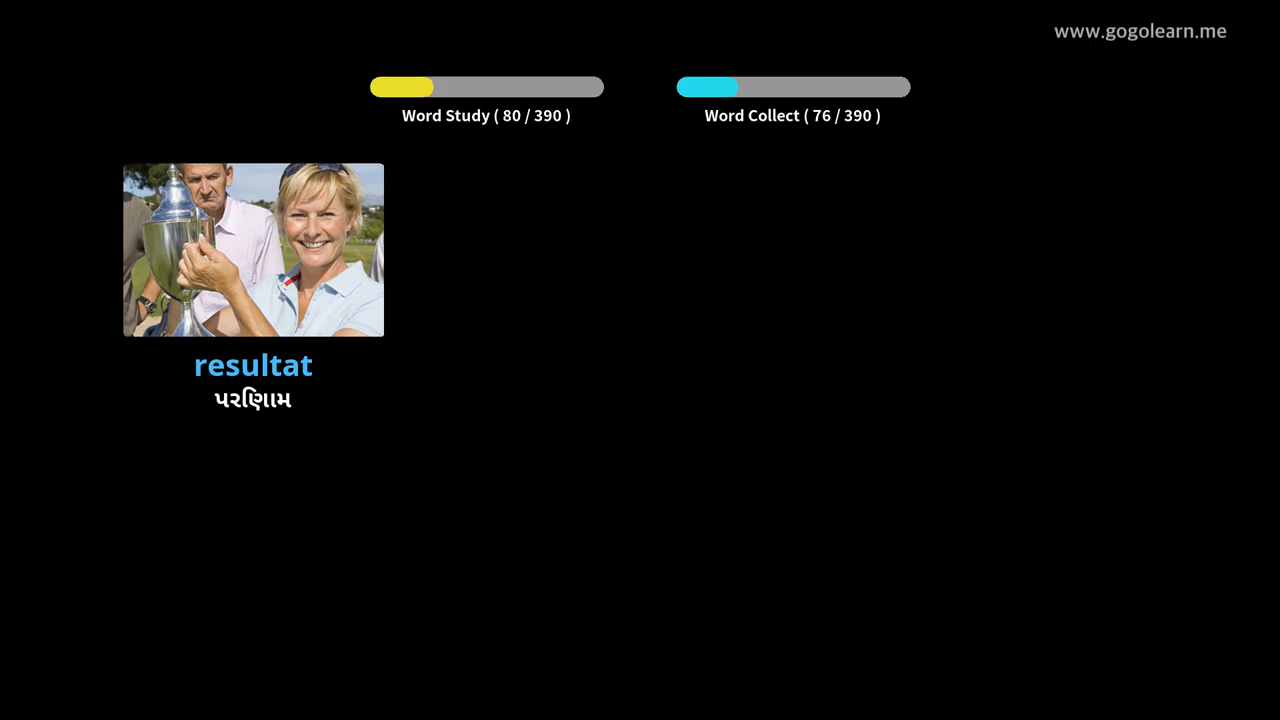 www.gogolearn.me
Word Study ( 80 / 390 )
Word Collect ( 76 / 390 )
resultat
પરિણામ